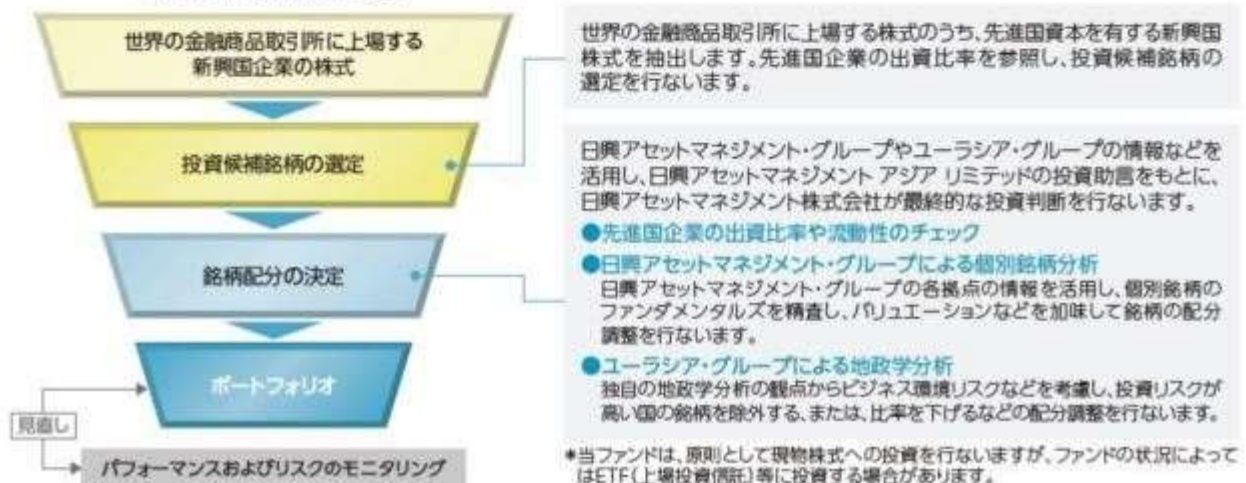 世界の金融商品取引所に上場する
新興国企業の株式
投資候補銘柄の選定
銘柄配分の決定
ポートフォリオ
見直し
パフォーマンスおよびリスクのモニタリング
世界の金融商品取引所に上場する株式のうち、先進国資本を有する新興国
株式を抽出します。先進国企業の出資比率を参照し、投資候補銘柄の
選定を行ないます。
日興アセットマネジメント・グループやユーラシア・グループの情報などを
活用し、日興アセットマネジメント アジア リミテッドの投資助言をもとに、
日興アセットマネジメント株式会社が最終的な投資判断を行ないます。
●先進国企業の出資比率や流動性のチェック
●日興アセットマネジメント・グループによる個別銘柄分析
日興アセットマネジメント・グループの各拠点の情報を活用し、個別銘柄の
ファンダメンタルズを精査し、バリュエーションなどを加味して銘柄の配分
調整を行ないます。
●ユーラシア・グループによる地政学分析
独自の地政学分析の観点からビジネス環境リスクなどを考慮し、投資リスクが
高い国の銘柄を除外する、または、比率を下げるなどの配分調整を行ないます。
*当ファンドは、原則として現物株式への投資を行ないますが、ファンドの状況によって
はETF(上場投資信託)等に投資する場合があります。